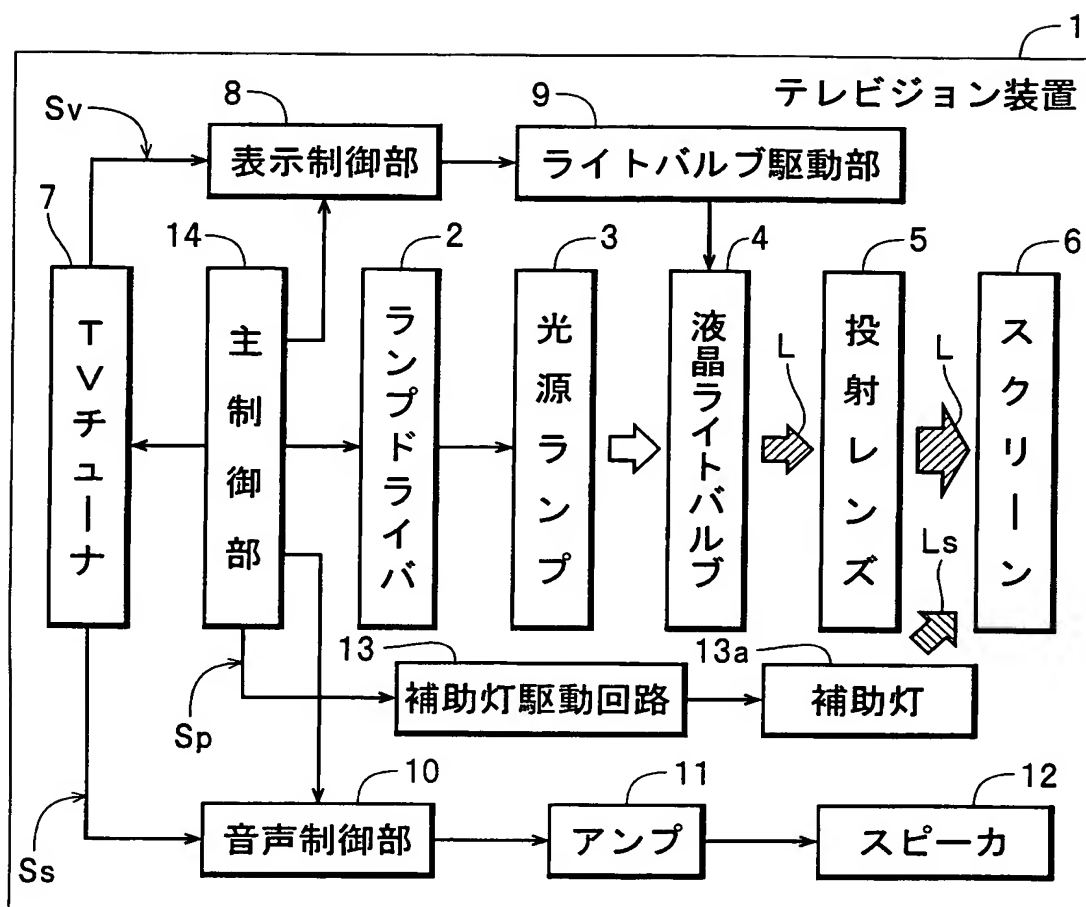 1
テレビジョン装置
Sv
8
表示制御部
9
ライトバルブ駆動部
7
TVチューナ
14
主制御部
2
ランプドライバ
3
光源ランプ
4
液晶ライトバルブ
L
5
投射レンズ
L
6
スクリーン
Ls
Sp
13
補助灯駆動回路
13a
補助灯
Ss
10
音声制御部
11
アンプ
12
スピーカ